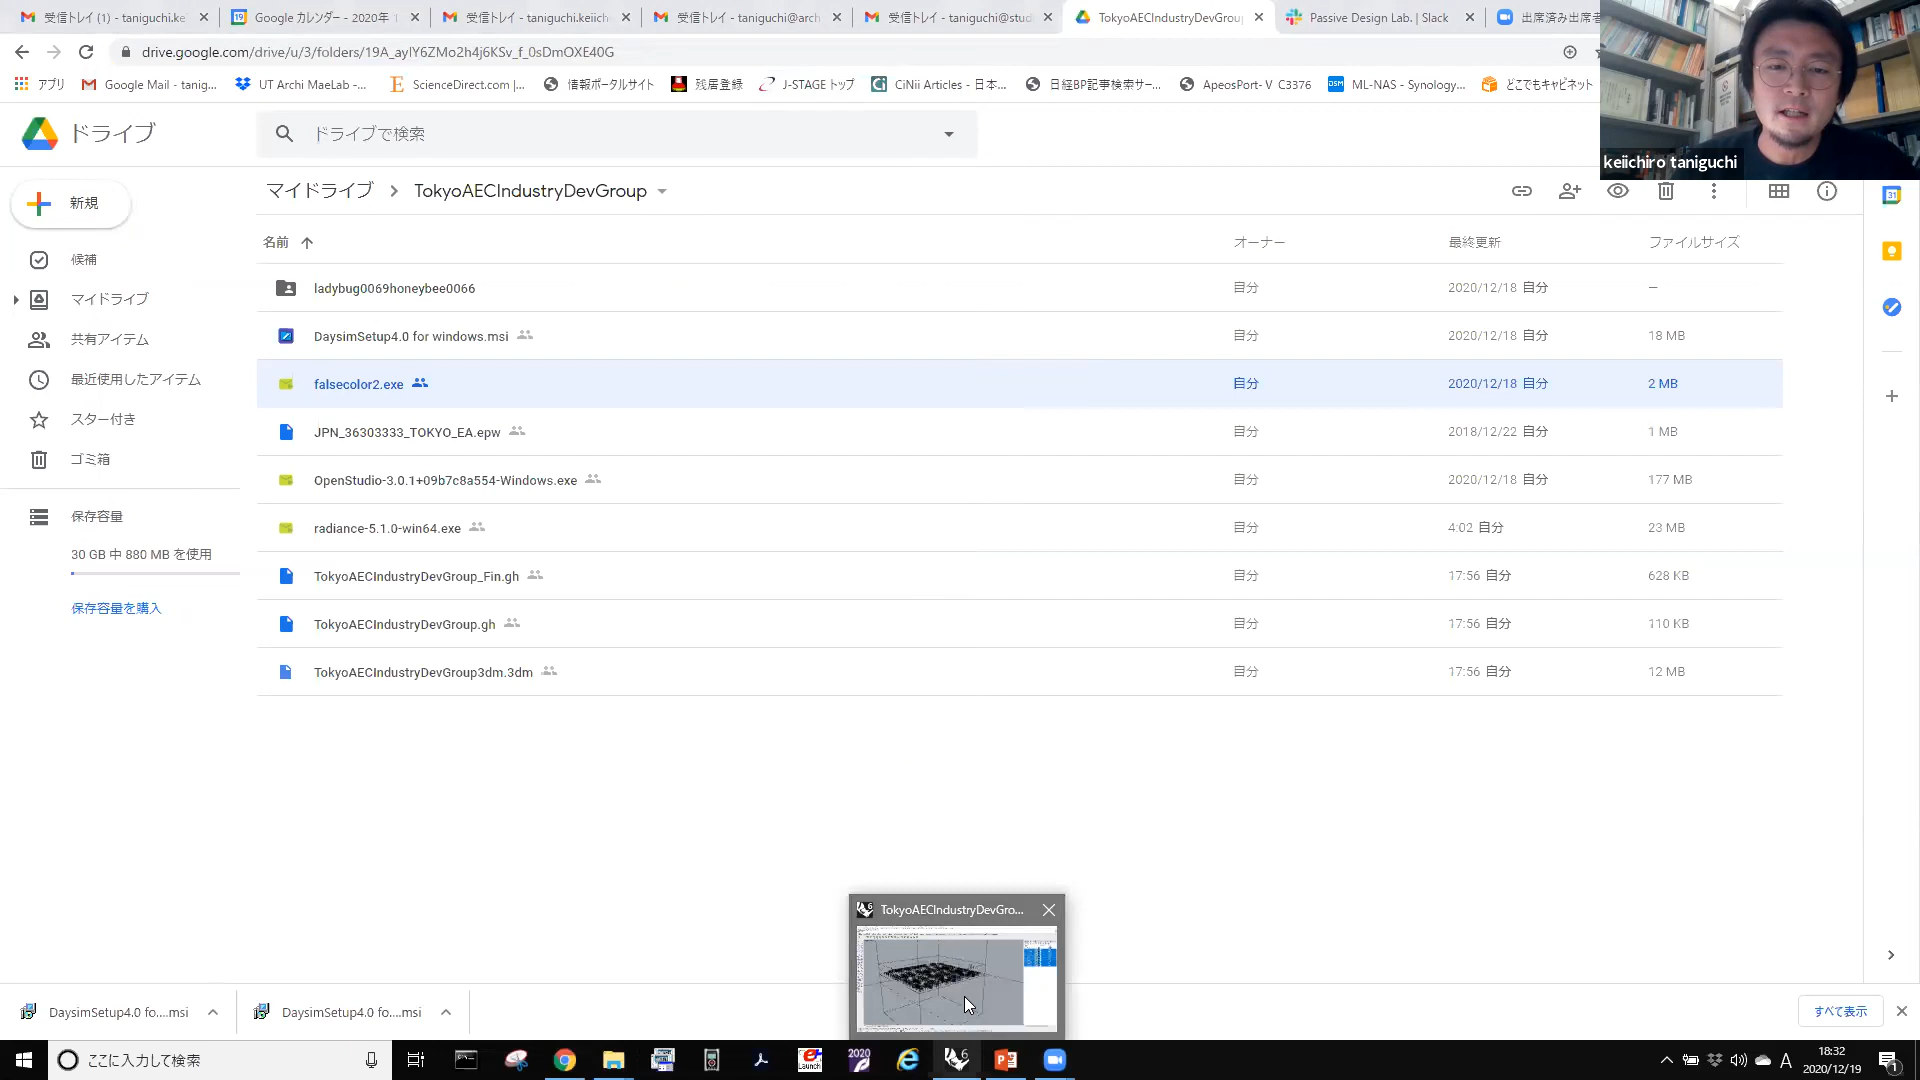 受信トレイ (1) - taniguchi.ke
Google カレンダー - 2020年 1
受信トレイ - taniguchi.keiich
受信トレイ - taniguchi@arch
受信トレイ - taniguchi@stud
TokyoAECIndustryDevGroup
Passive Design Lab. | Slack
出席済み出席者
drive.google.com/drive/u/3/folders/19A_aylY6ZMo2h4j6KSv_f_0sDmOXE40G
アプリ
Google Mail - tanig...
UT Archi MaeLab -...
ScienceDirect.com |...
情報ポータルサイト
残居登録
J-STAGE トップ
CiNii Articles - 日本...
日経BP記事検索サー...
ApeosPort-V C3376
ML-NAS - Synology...
どこでもキャビネット
keiichiro taniguchi
ドライブ
ドライブで検索
新規
マイドライブ
TokyoAECIndustryDevGroup
名前
オーナー
最終更新
ファイルサイズ
候補
マイドライブ
共有アイテム
最近使用したアイテム
スター付き
ゴミ箱
保存容量
30 GB 中 880 MB を使用
保存容量を購入
ladybug0069honeybee0066 自分 2020/12/18 自分 —
DaysimSetup4.0 for windows.msi 自分 2020/12/18 自分 18 MB
falsecolor2.exe 自分 2020/12/18 自分 2 MB
JPN_36303333_TOKYO_EA.epw 自分 2018/12/22 自分 1 MB
OpenStudio-3.0.1+09b7c8a554-Windows.exe 自分 2020/12/18 自分 177 MB
radiance-5.1.0-win64.exe 自分 4:02 自分 23 MB
TokyoAECIndustryDevGroup_Fin.gh 自分 17:56 自分 628 KB
TokyoAECIndustryDevGroup.gh 自分 17:56 自分 110 KB
TokyoAECIndustryDevGroup3dm.3dm 自分 17:56 自分 12 MB
31
TokyoAECIndustryDevGro...
DaysimSetup4.0 fo....msi
DaysimSetup4.0 fo....msi
すべて表示
ここに入力して検索
Launch
2020
6
A
18:32
2020/12/19
1